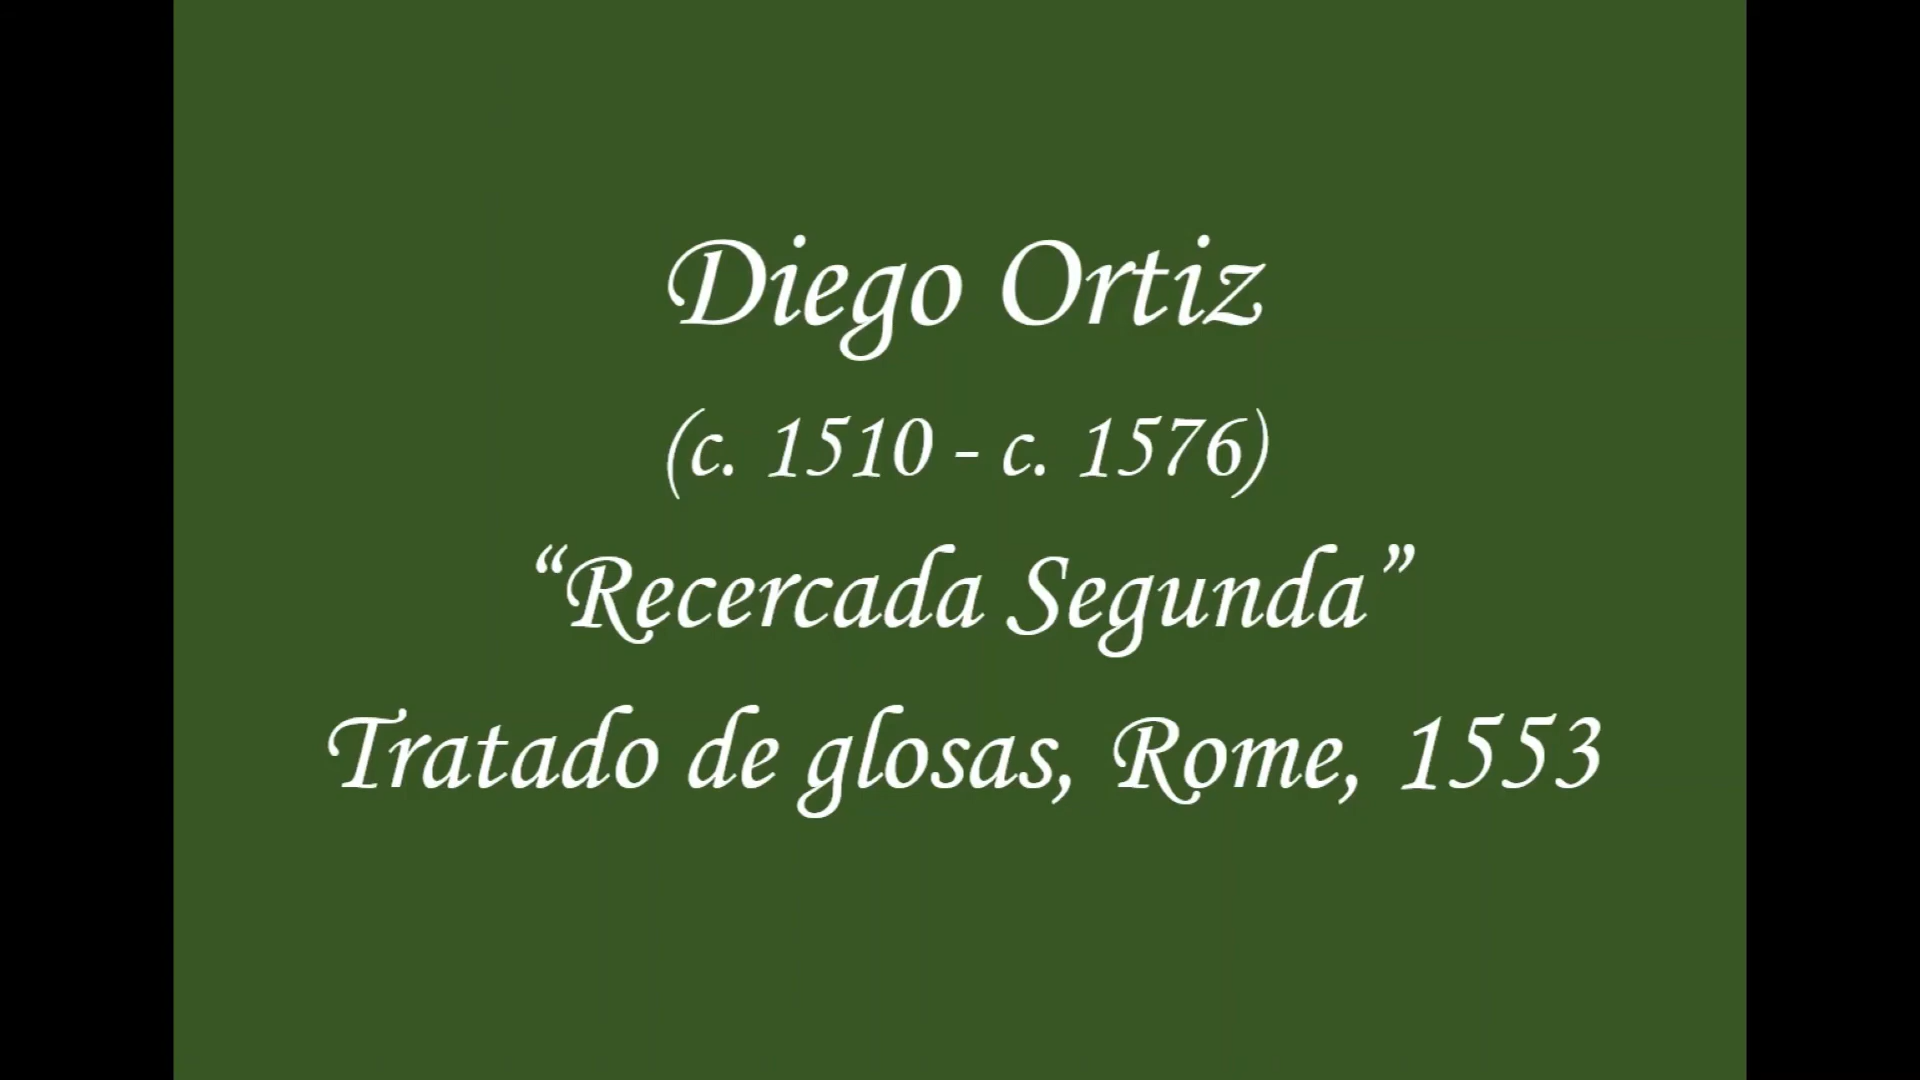 Diego Ortiz
(c. 1510 - c. 1576)
“Recercada Segunda”
Tratado de glosas, Rome, 1553